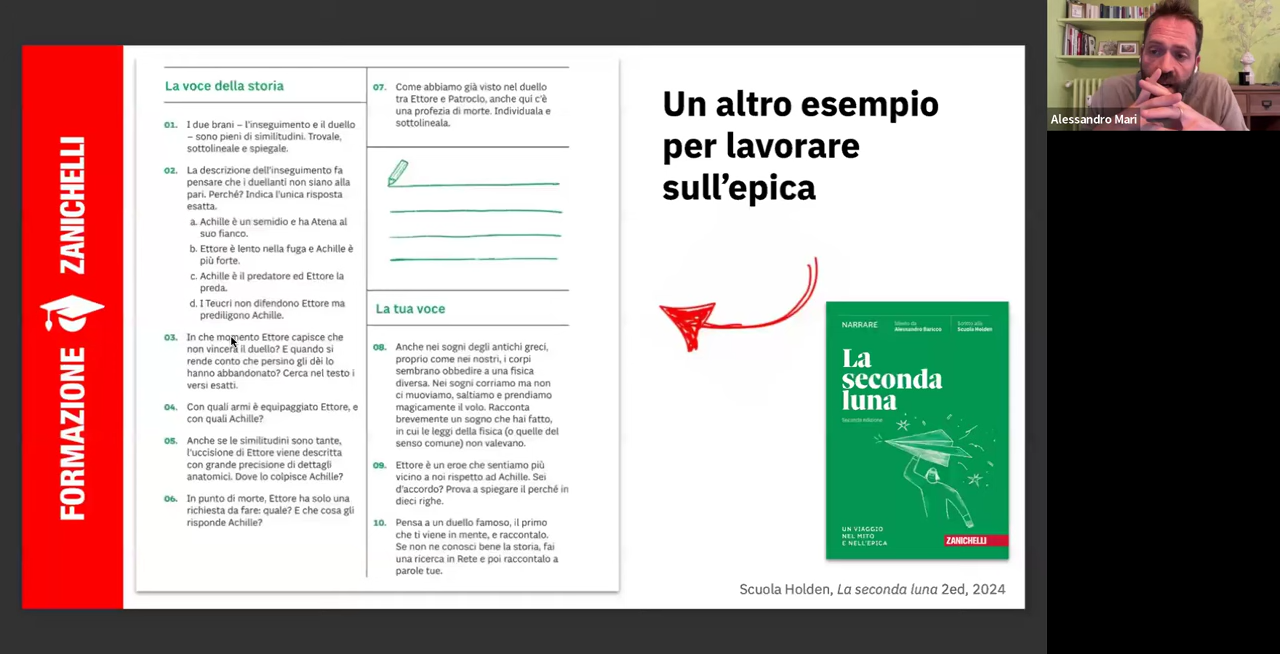 FORMAZIONE ZANICHELLI
La voce della storia
01. I due brani – l'inseguimento e il duello
– sono pieni di similitudini. Trovale,
sottolineale e spiegale.
02. La descrizione dell'inseguimento fa
pensare che i duellanti non siano alla
pari. Perché? Indica l'unica risposta
esatta.
a. Achille è un semidio e ha Atena al
suo fianco.
b. Ettore è lento nella fuga e Achille è
più forte.
c. Achille è il predatore ed Ettore la
preda.
d. I Teucri non difendono Ettore ma
prediligono Achille.
03. In che momento Ettore capisce che
non vincerà il duello? E quando si
rende conto che persino gli dèi lo
hanno abbandonato? Cerca nel testo i
versi esatti.
04. Con quali armi è equipaggiato Ettore, e
con quali Achille?
05. Anche se le similitudini sono tante,
l'uccisione di Ettore viene descritta
con grande precisione di dettagli
anatomici. Dove lo colpisce Achille?
06. In punto di morte, Ettore ha solo una
richiesta da fare: quale? E che cosa gli
risponde Achille?
07. Come abbiamo già visto nel duello
tra Ettore e Patroclo, anche qui c'è
una profezia di morte. Individuala e
sottolineala.
La tua voce
08. Anche nei sogni degli antichi greci,
proprio come nei nostri, i corpi
sembrano obbedire a una fisica
diversa. Nei sogni corriamo ma non
ci muoviamo, saltiamo e prendiamo
magicamente il volo. Racconta
brevemente un sogno che hai fatto,
in cui le leggi della fisica (o quelle del
senso comune) non valevano.
09. Ettore è un eroe che sentiamo più
vicino a noi rispetto ad Achille. Sei
d'accordo? Prova a spiegare il perché in
dieci righe.
10. Pensa a un duello famoso, il primo
che ti viene in mente, e raccontalo.
Se non ne conosci bene la storia, fai
una ricerca in Rete e poi raccontalo a
parole tue.
Un altro esempio
per lavorare
sull'epica
NARRARE
Alessandro Baricco
Scuola Holden
La
seconda
luna
Seconda edizione
UN VIAGGIO
NEL MITO
E NELL'EPICA
ZANICHELLI
Scuola Holden, La seconda luna 2ed, 2024
Alessandro Mari